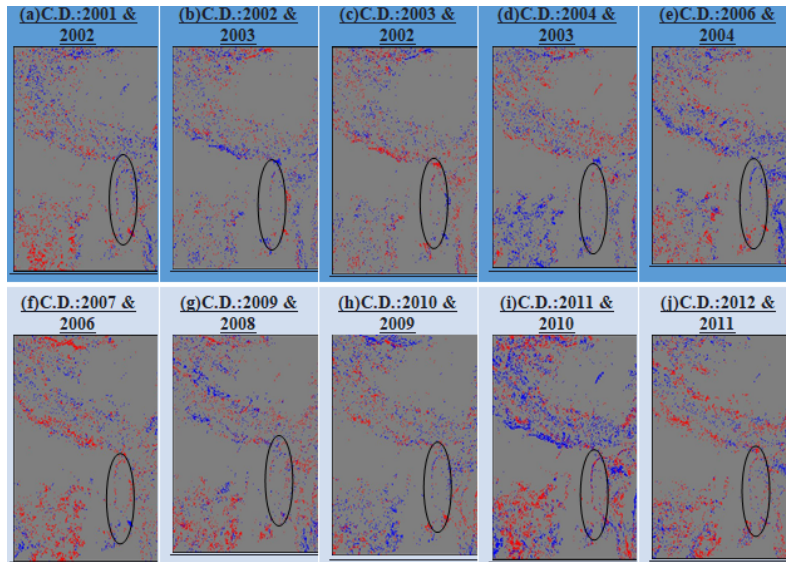 (a)C.D.:2001 &
2002
(b)C.D.:2002 &
2003
(c)C.D.:2003 &
2002
(d)C.D.:2004 &
2003
(e)C.D.:2006 &
2004
(f)C.D.:2007 &
2006
(g)C.D.:2009 &
2008
(h)C.D.:2010 &
2009
(i)C.D.:2011 &
2010
(j)C.D.:2012 &
2011